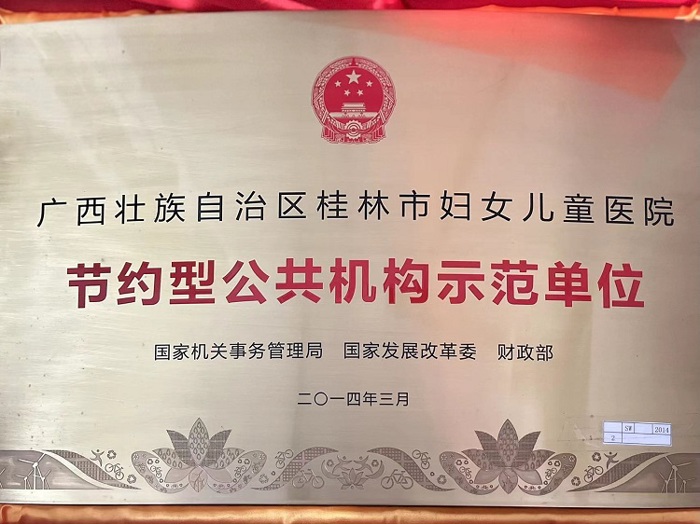 广西壮族自治区桂林市妇女儿童医院
节约型公共机构示范单位
国家机关事务管理局 国家发展改革委 财政部
二〇一四年三月
SW 2014
2